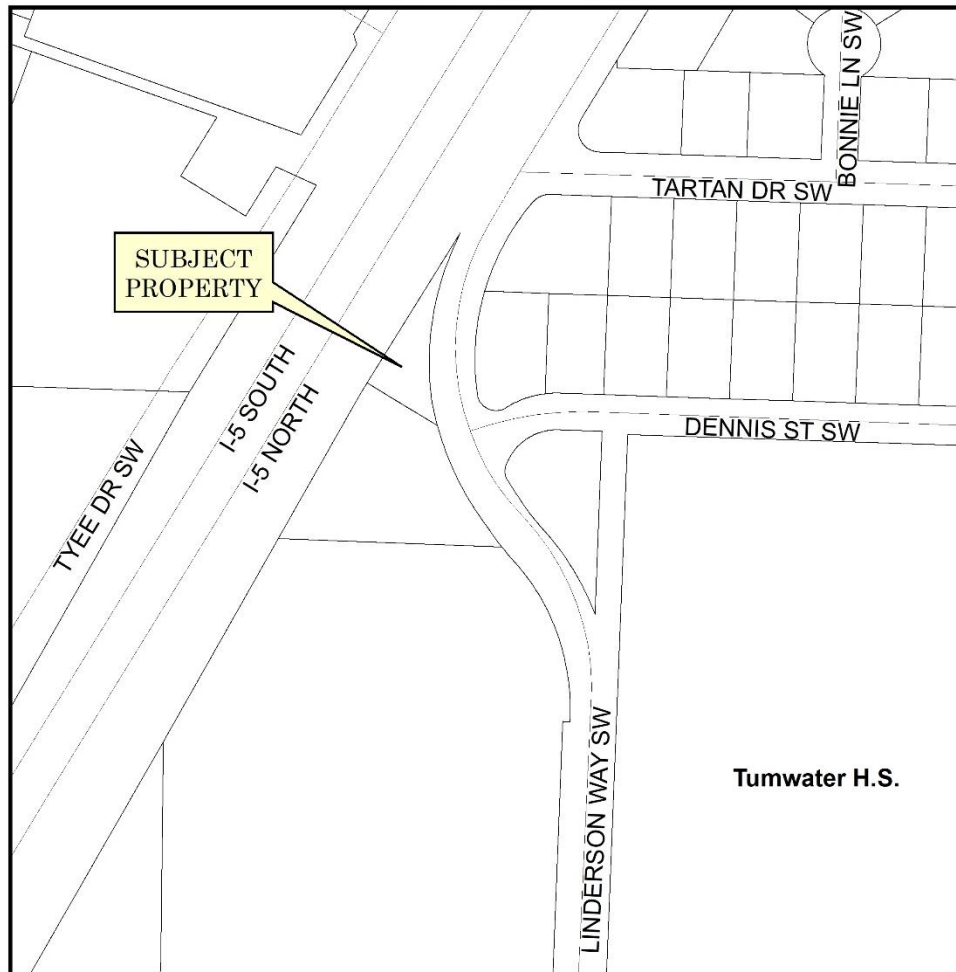 BONNIE LN SW
TARTAN DR SW
SUBJECT
PROPERTY
I-5 SOUTH
I-5 NORTH
TYEE DR SW
DENNIS ST SW
LINDERSON WAY SW
Tumwater H.S.